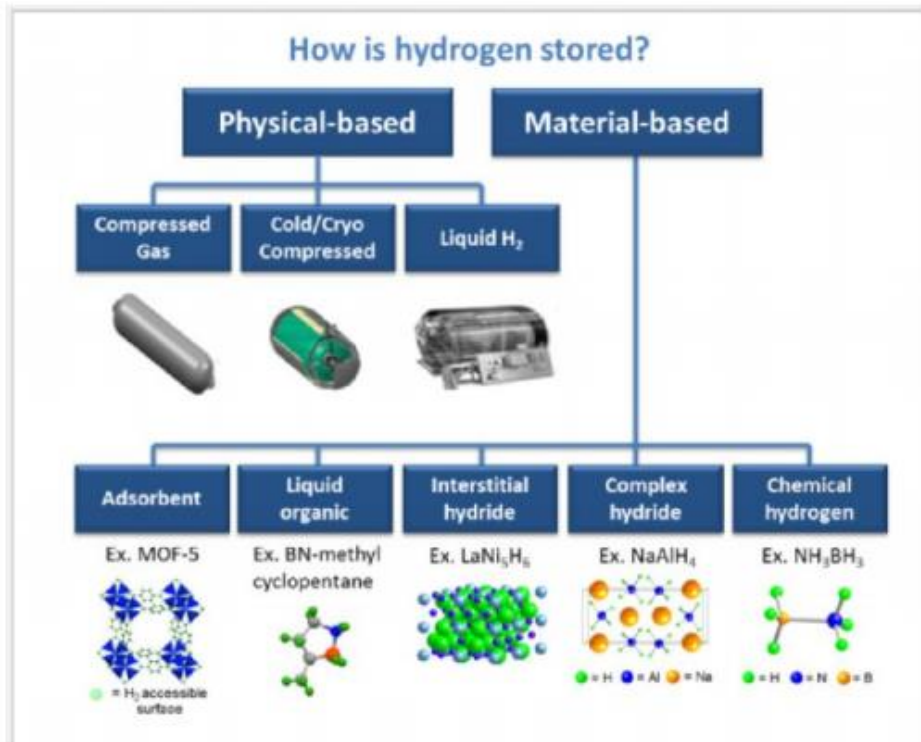 How is hydrogen stored?
Physical-based
Material-based
Compressed
Gas
Cold/Cryo
Compressed
Liquid H₂
Adsorbent
Liquid
organic
Interstitial
hydride
Complex
hydride
Chemical
hydrogen
Ex. MOF-5
Ex. BN-methyl
cyclopentane
Ex. LaNi₅H₆
Ex. NaAlH₄
Ex. NH₃BH₃
= H₂ accessible
surface
= H = Al = Na
= H = N = B